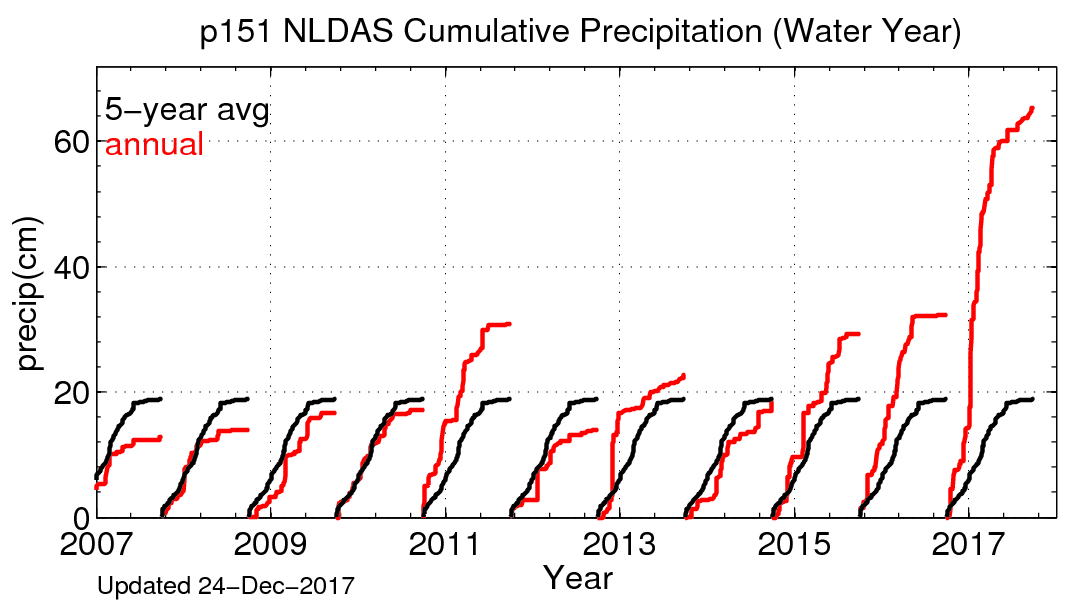 p151 NLDAS Cumulative Precipitation (Water Year)
5−year avg
annual
precip(cm)
60
40
20
0
2007 2009 2011 2013 2015 2017
Year
Updated 24−Dec−2017